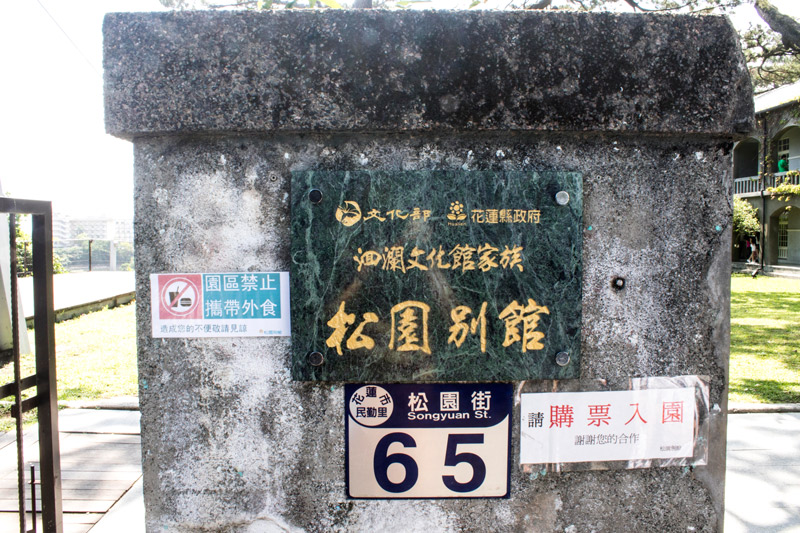 文化部 花蓮縣政府
洄瀾文化館家族
松園別館
園區禁止
攜帶外食
造成您的不便敬請見諒
花蓮市
民勤里
松園街
Songyuan St.
65
請購票入園
謝謝您的合作